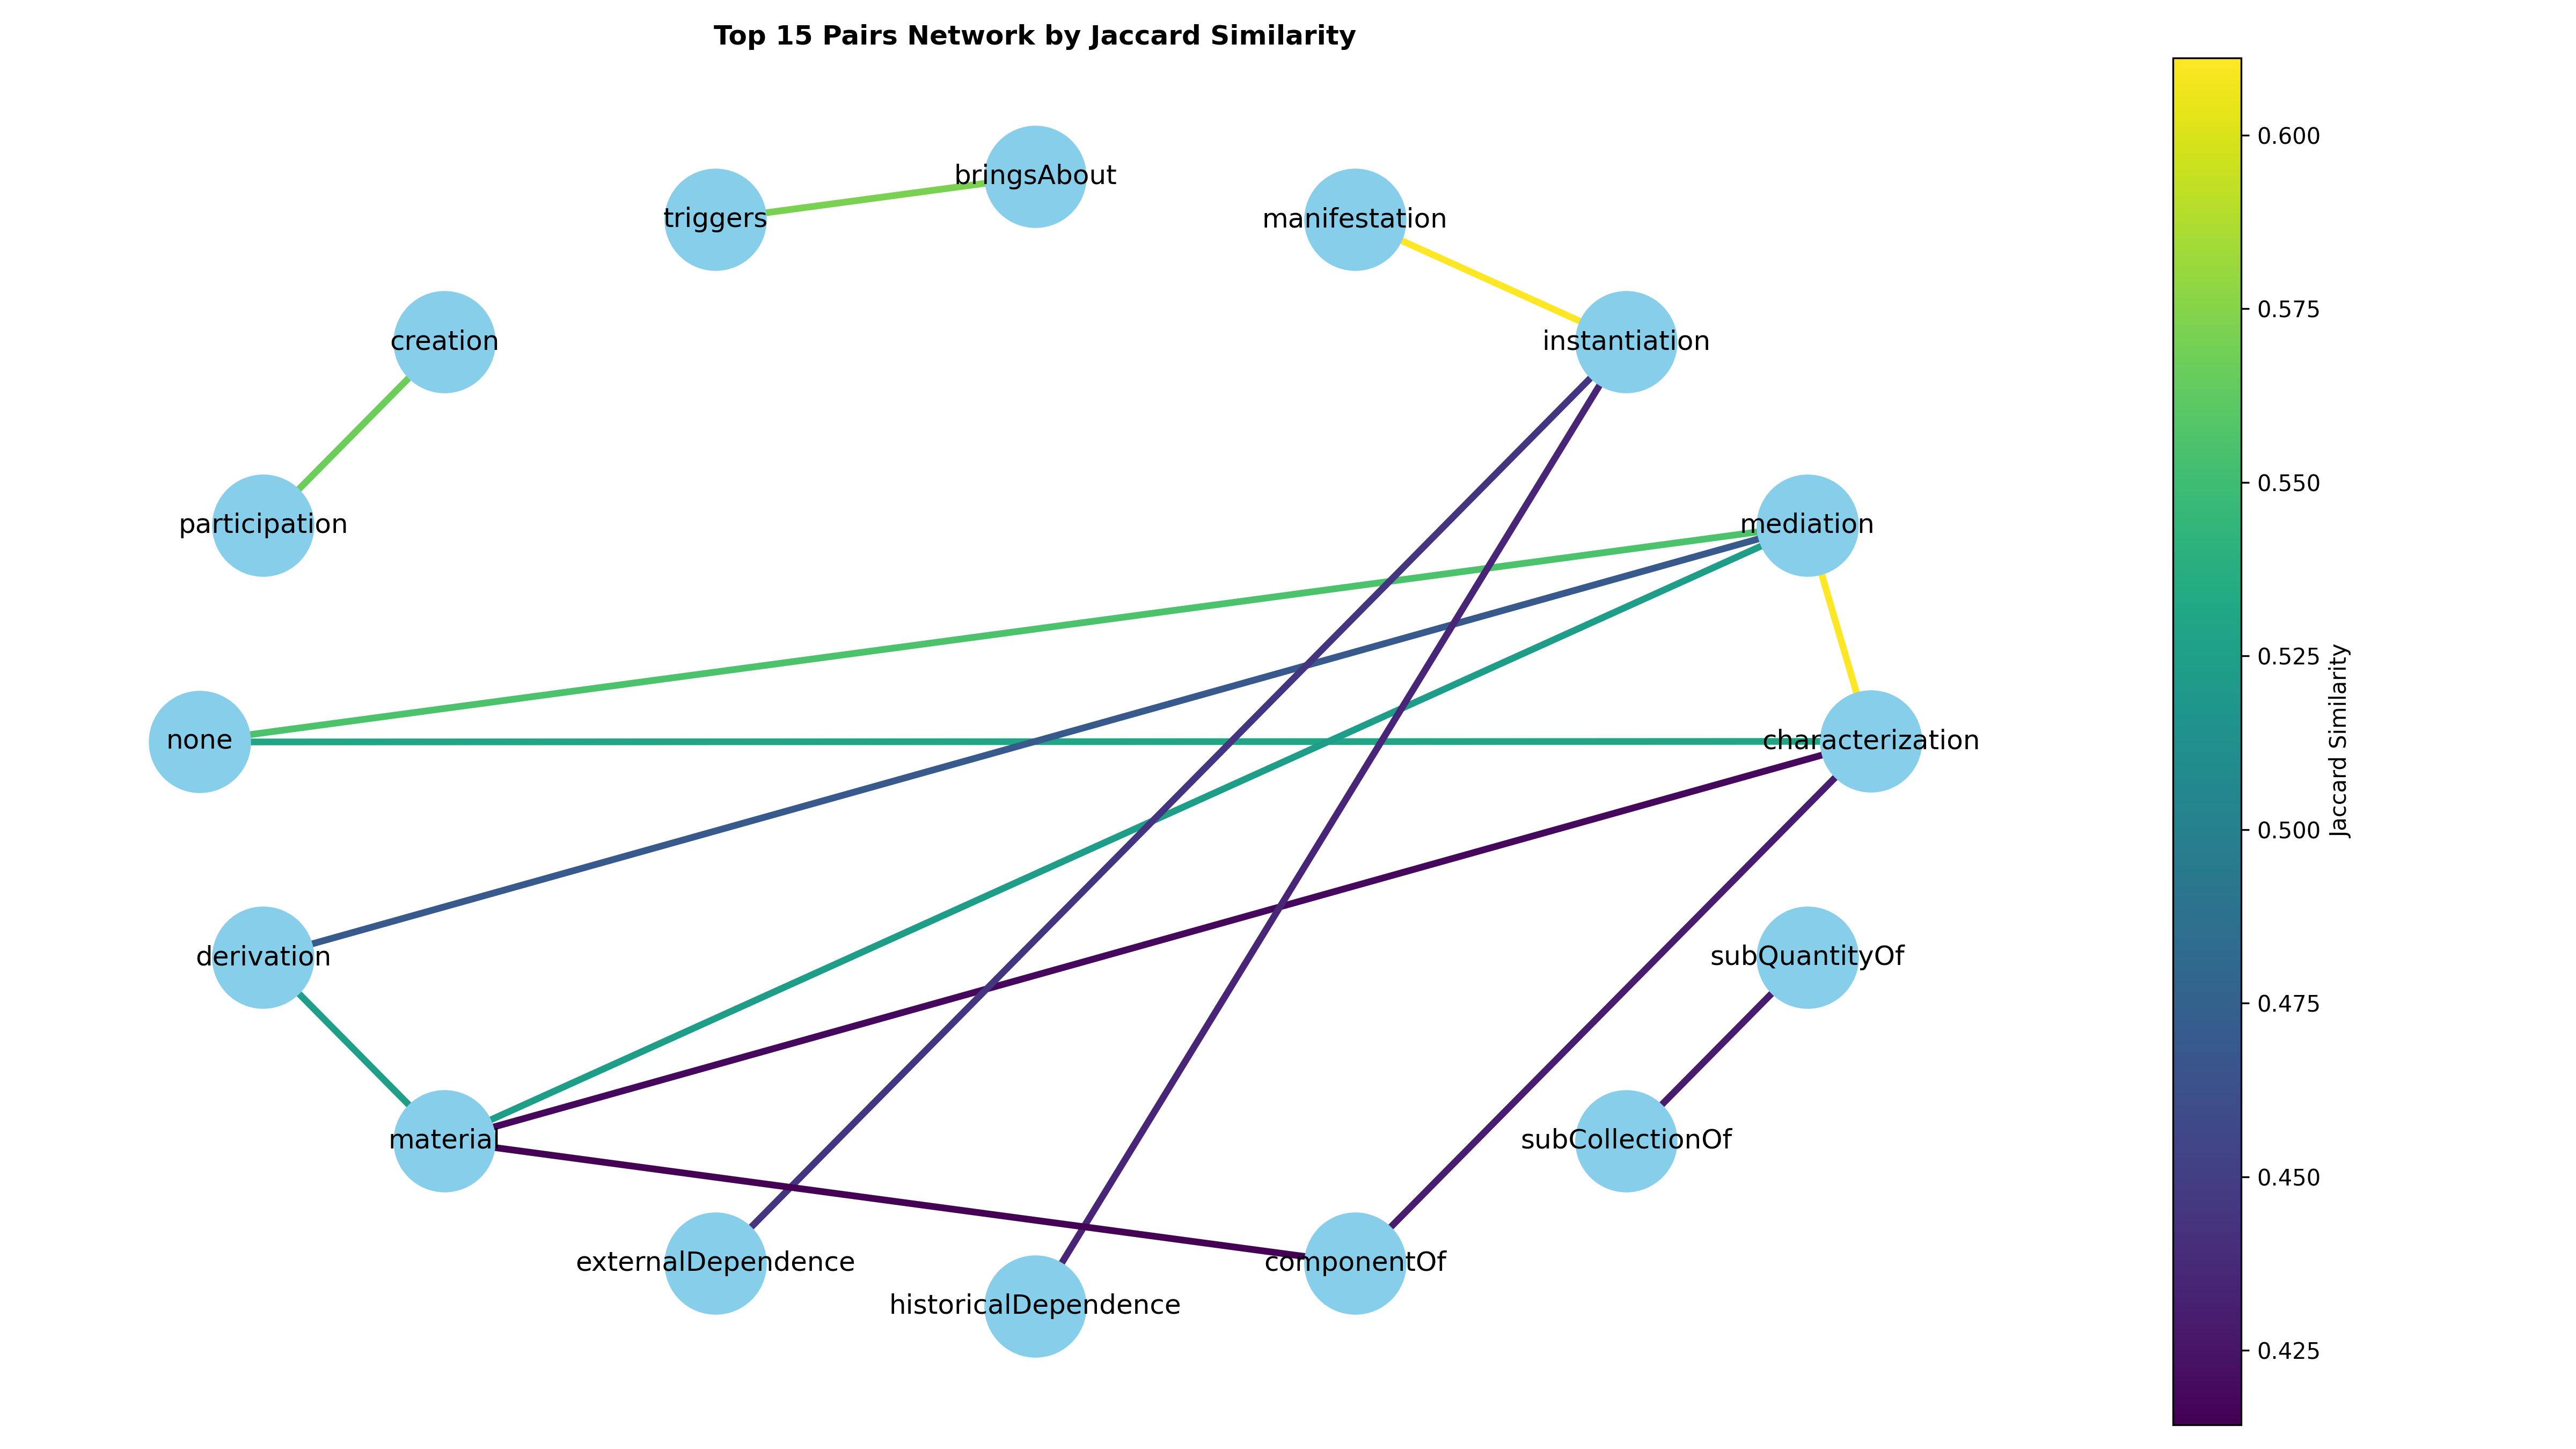 Top 15 Pairs Network by Jaccard Similarity
bringsAbout
triggers
manifestation
creation
instantiation
participation
mediation
none
characterization
derivation
subQuantityOf
material
subCollectionOf
externalDependence
componentOf
historicalDependence
0.600
0.575
0.550
0.525
0.500
0.475
0.450
0.425
Jaccard Similarity